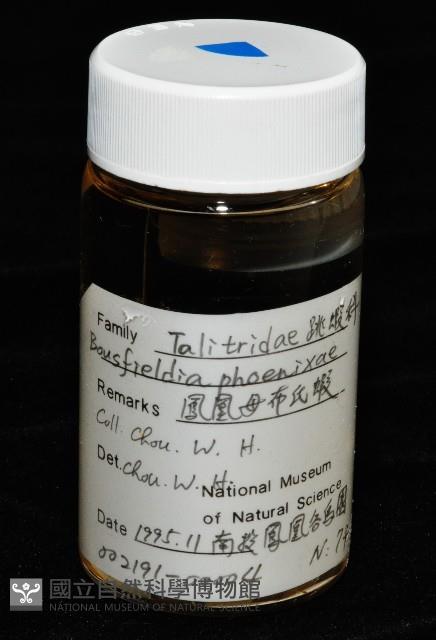 Family Talitridae 跳蝦科
Bousfieldia phoenixae
Remarks 鳳凰母布氏蝦
Coll. Chou. W. H.
Det. Chou. W. H.
National Museum
of Natural Science
Date 1995.11 南投鳳凰谷鳥園
002191-
國立自然科學博物館
NATIONAL MUSEUM OF NATURAL SCIENCE